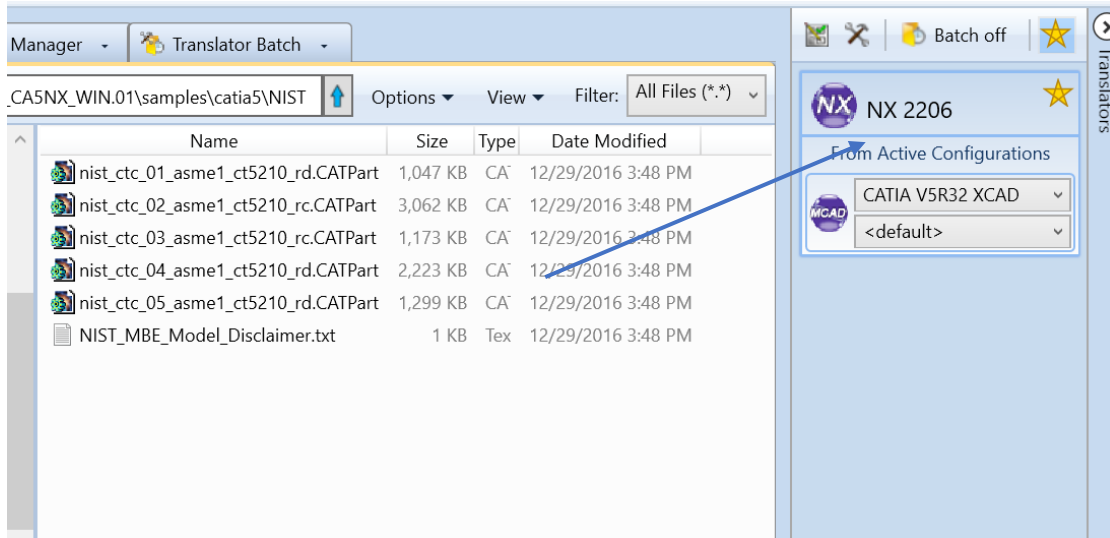 Manager
Translator Batch
Batch off
Translators
_CA5NX_WIN.01\samples\catia5\NIST
Options
View
Filter:
All Files (*.*)
NX
NX 2206
Name
Size
Type
Date Modified
From Active Configurations
nist_ctc_01_asme1_ct5210_rd.CATPart 1,047 KB CA 12/29/2016 3:48 PM
MCAD
CATIA V5R32 XCAD
nist_ctc_02_asme1_ct5210_rc.CATPart 3,062 KB CA 12/29/2016 3:48 PM
<default>
nist_ctc_03_asme1_ct5210_rc.CATPart 1,173 KB CA 12/29/2016 3:48 PM
nist_ctc_04_asme1_ct5210_rd.CATPart 2,223 KB CA 12/29/2016 3:48 PM
nist_ctc_05_asme1_ct5210_rd.CATPart 1,299 KB CA 12/29/2016 3:48 PM
NIST_MBE_Model_Disclaimer.txt 1 KB Tex 12/29/2016 3:48 PM